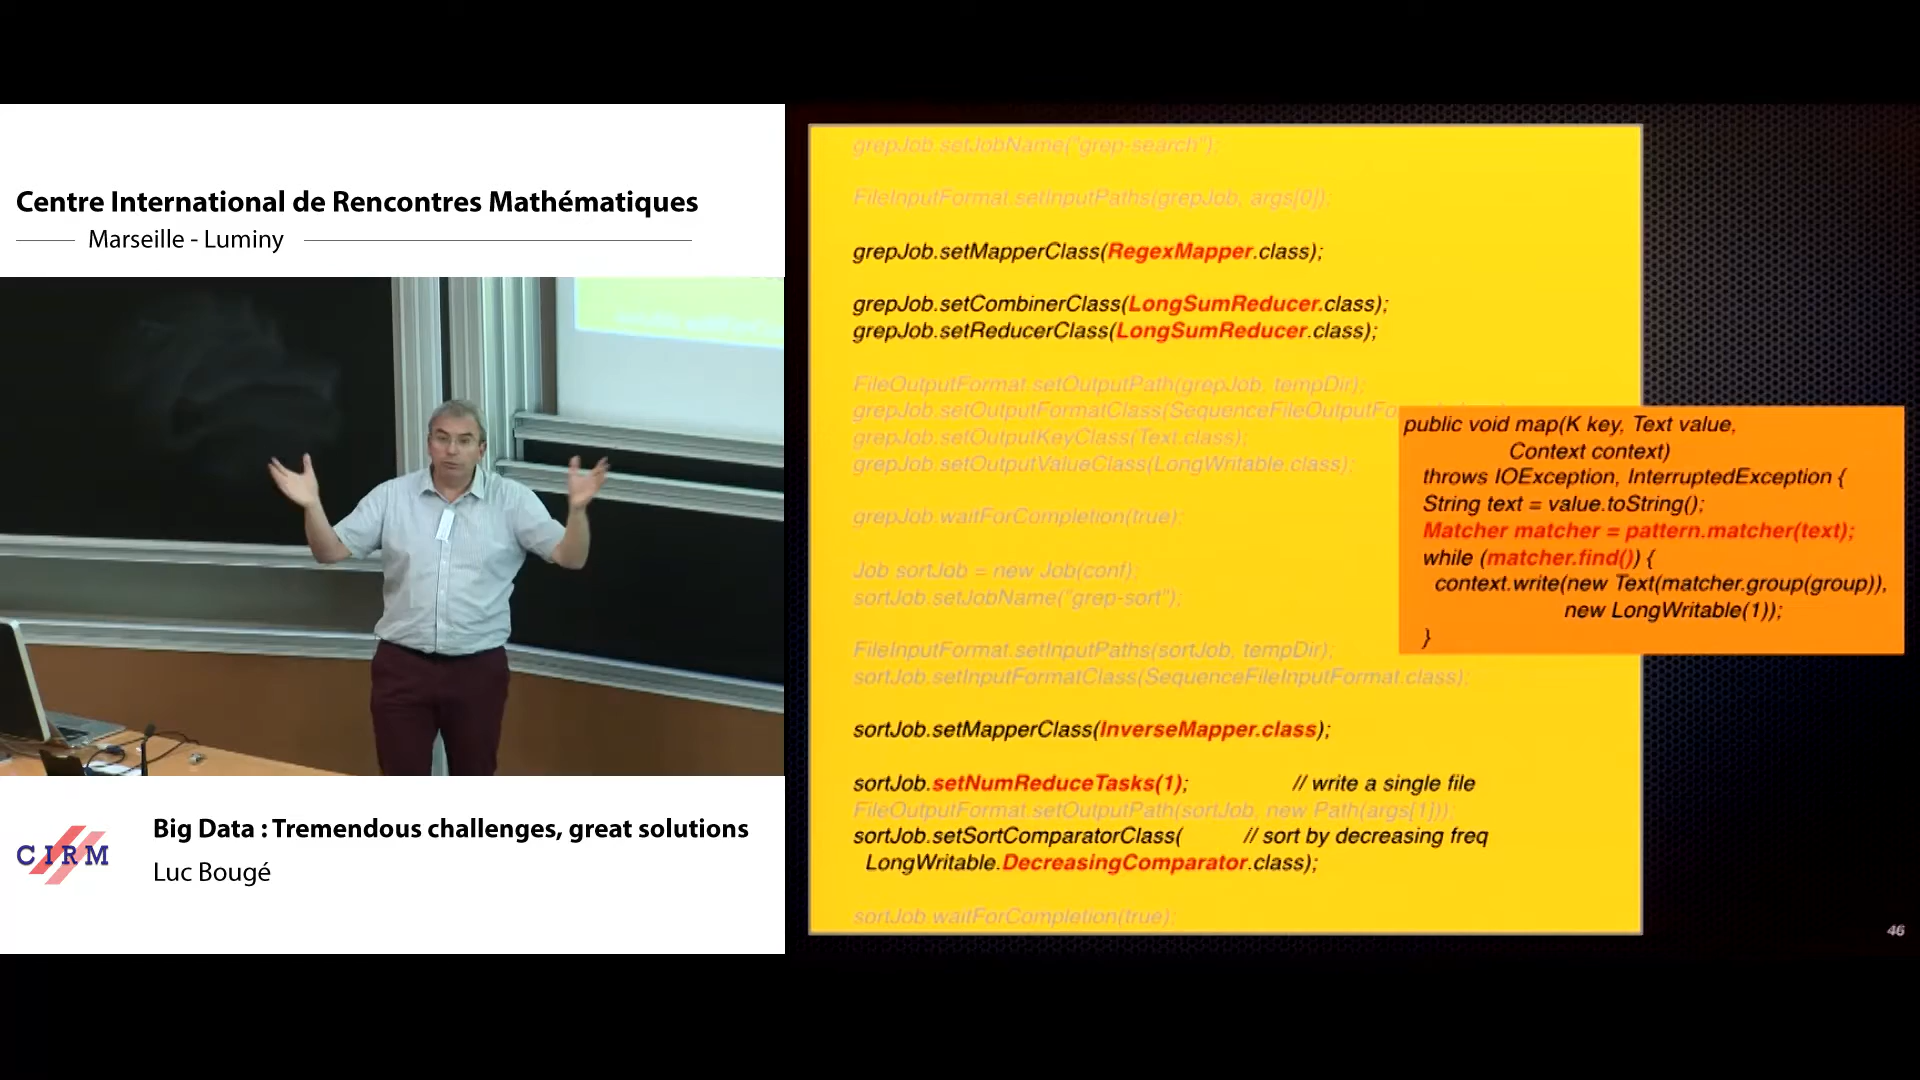 Centre International de Rencontres Mathématiques
Marseille - Luminy
CIRM
Big Data : Tremendous challenges, great solutions
Luc Bougé
grepJob.setJobName("grep-search");
FileInputFormat.setInputPaths(grepJob, args[0]);
grepJob.setMapperClass(RegexMapper.class);
grepJob.setCombinerClass(LongSumReducer.class);
grepJob.setReducerClass(LongSumReducer.class);
FileOutputFormat.setOutputPath(grepJob, tempDir);
grepJob.setOutputFormatClass(SequenceFileOutputFo
grepJob.setOutputKeyClass(Text.class);
grepJob.setOutputValueClass(LongWritable.class);
grepJob.waitForCompletion(true);
Job sortJob = new Job(conf);
sortJob.setJobName("grep-sort");
FileInputFormat.setInputPaths(sortJob, tempDir);
sortJob.setInputFormatClass(SequenceFileInputFormat.class);
sortJob.setMapperClass(InverseMapper.class);
sortJob.setNumReduceTasks(1); // write a single file
FileOutputFormat.setOutputPath(sortJob, new Path(args[1]));
sortJob.setSortComparatorClass( // sort by decreasing freq
LongWritable.DecreasingComparator.class);
sortJob.waitForCompletion(true);
public void map(K key, Text value,
Context context)
throws IOException, InterruptedException {
String text = value.toString();
Matcher matcher = pattern.matcher(text);
while (matcher.find()) {
context.write(new Text(matcher.group(group)),
new LongWritable(1));
}
46